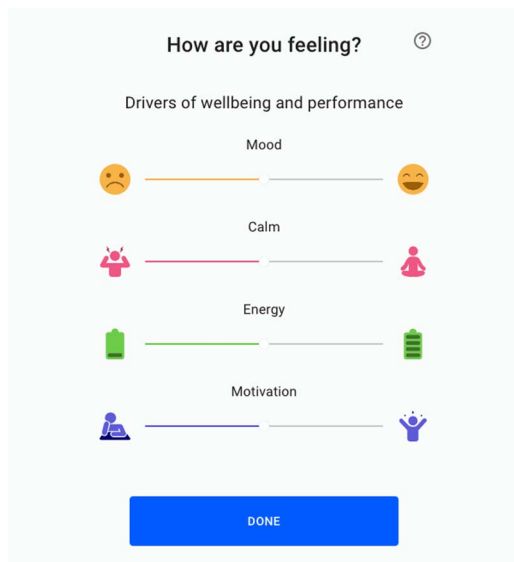 How are you feeling?
Drivers of wellbeing and performance
Mood
Calm
Energy
Motivation
DONE